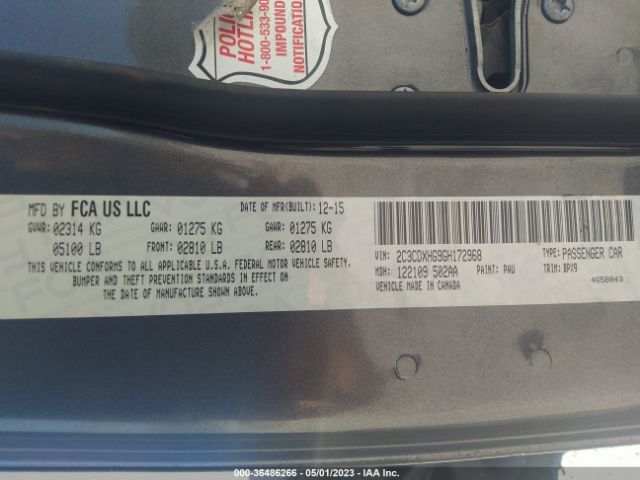 POLICE
HOTLINE
1-800-533-90
IMPOUND
NOTIFICATION
MFD BY FCA US LLC
DATE OF MFR(BUILT): 12-15
GVWR: 02314 KG GAWR: 01275 KG GAWR: 01275 KG
05100 LB FRONT: 02810 LB REAR: 02810 LB
THIS VEHICLE CONFORMS TO ALL APPLICABLE U.S.A. FEDERAL MOTOR VEHICLE SAFETY,
BUMPER AND THEFT PREVENTION STANDARDS IN EFFECT ON
THE DATE OF MANUFACTURE SHOWN ABOVE.
VIN: 2C3CDXHG9GH172968 TYPE: PASSENGER CAR
MDH: 122109 502AA PAINT: PAU TRIM: BPX9
VEHICLE MADE IN CANADA 4658843
000-36486266 - 05/01/2023 - IAA Inc.